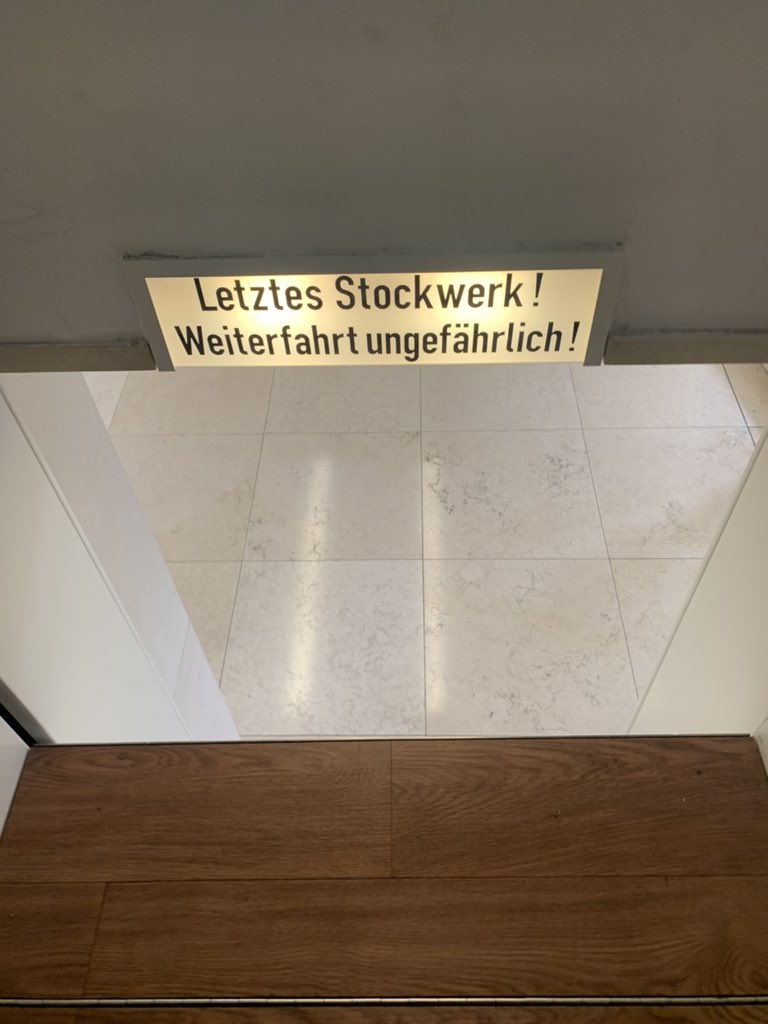 Letztes Stockwerk!
Weiterfahrt ungefährlich!